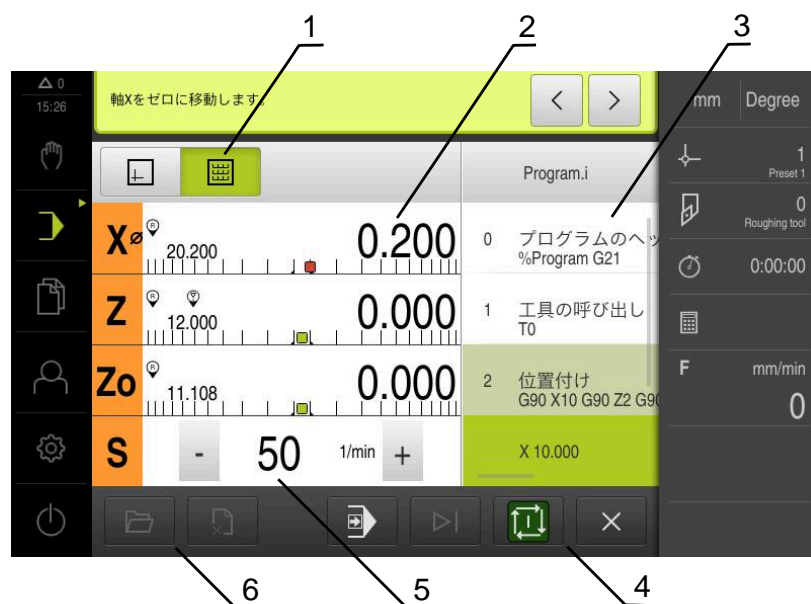 1
2
3
△ 0
15:26
軸Xをゼロに移動します。
<
>
mm
Degree
Program.i
1
Preset 1
X⌀
R
20.200
0.200
0
プログラムのヘッ
%Program G21
0
Roughing tool
0:00:00
Z
R
12.000
0.000
1
工具の呼び出し
T0
Zo
R
11.108
0.000
2
位置付け
G90 X10 G90 Z2 G90
F
mm/min
0
S
-
50
1/min
+
X 10.000
6
5
4